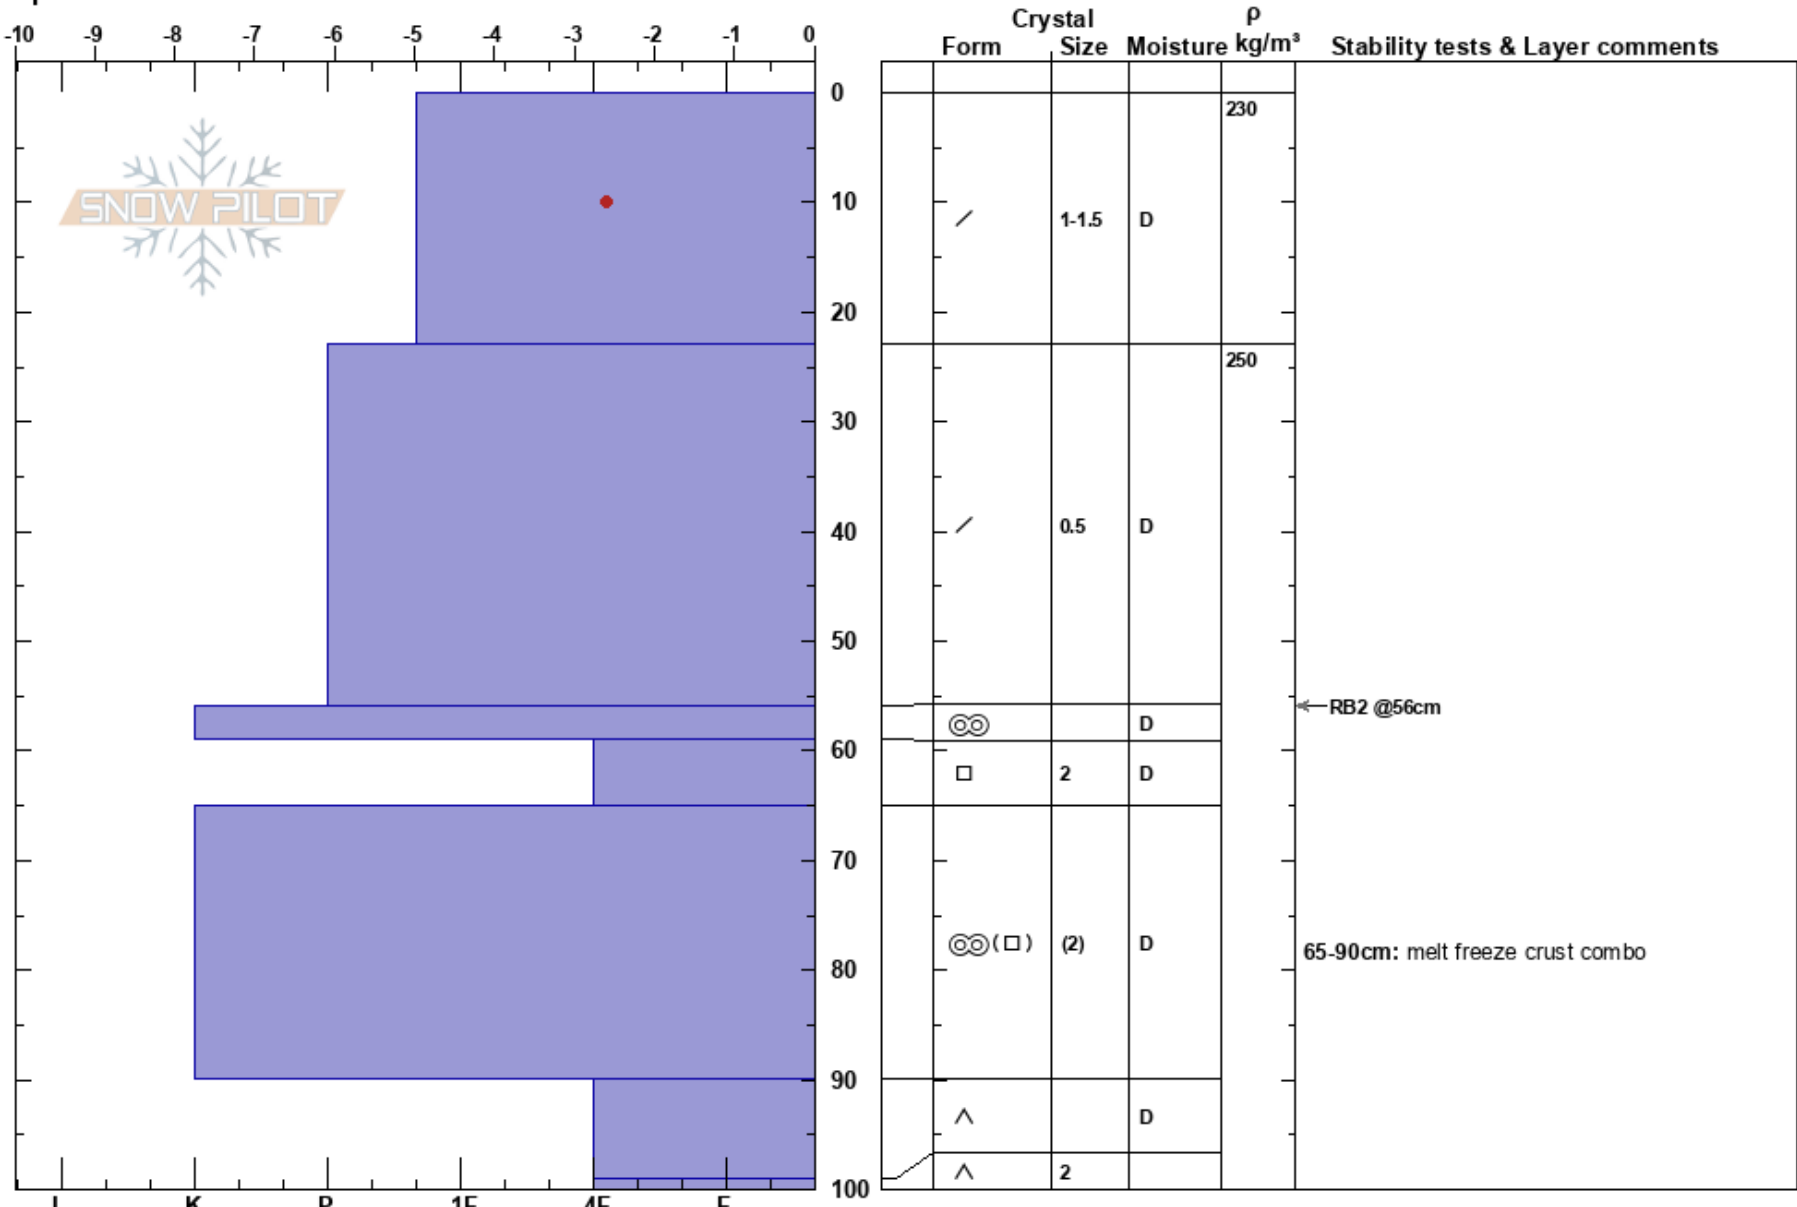 Crystal ρ
-10 -9 -8 -7 -6 -5 -4 -3 -2 -1 0 Form Size Moisture kg/m³ Stability tests & Layer comments
0
230
SNOW PILOT
10
1-1.5 D
20
250
30
0.5 D
40
50
RB2 @56cm
D
60
2 D
70
(□) (2) D
65-90cm: melt freeze crust combo
80
90
D
2
100
I K P 1F 4F F